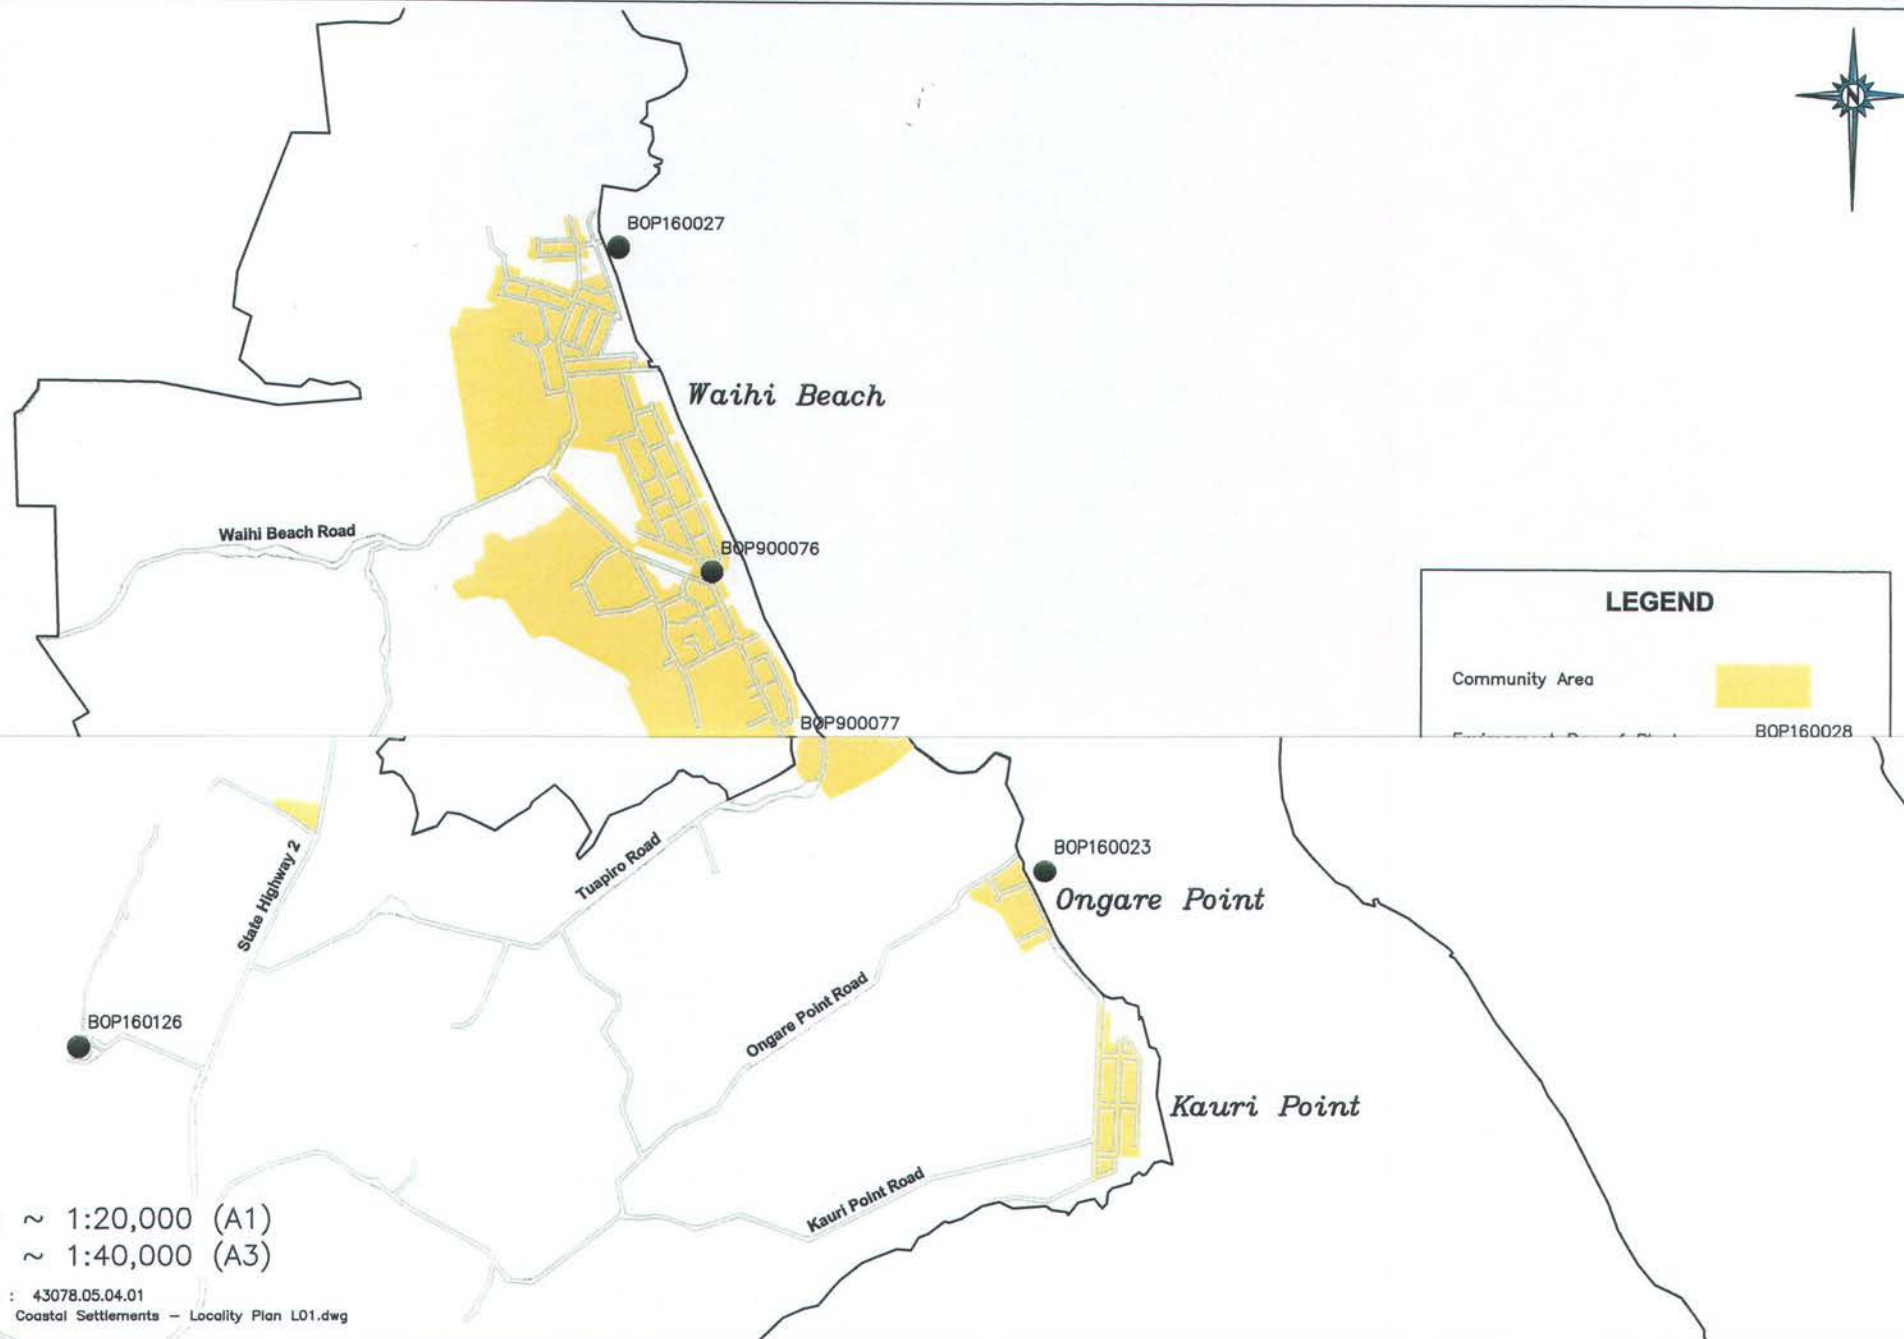 N
BOP160027
Waihi Beach
Waihi Beach Road
BOP900076
LEGEND
Community Area
BOP900077
BOP160028
State Highway 2
Tuapiro Road
BOP160023
Ongare Point
BOP160126
Ongare Point Road
Kauri Point
Kauri Point Road
~ 1:20,000 (A1)
~ 1:40,000 (A3)
: 43078.05.04.01
Coastal Settlements – Locality Plan L01.dwg